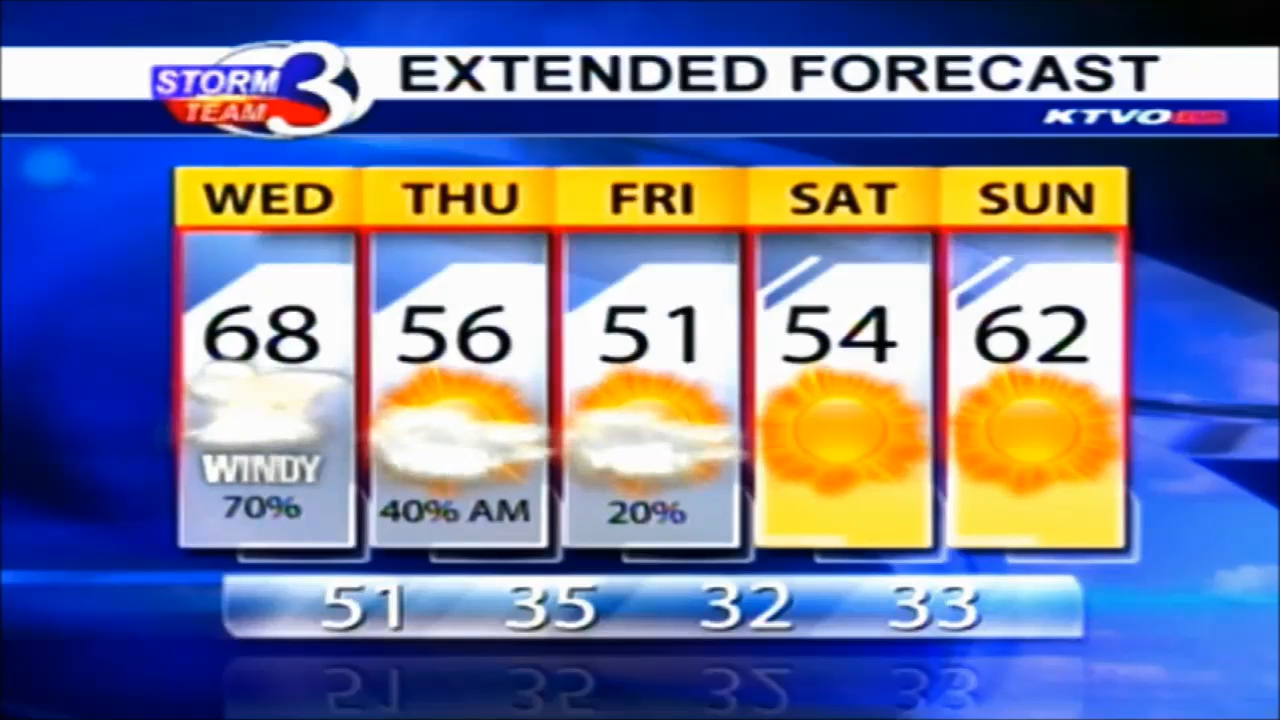 STORM TEAM 3
EXTENDED FORECAST
KTVO.com
WED THU FRI SAT SUN
68 56 51 54 62
WINDY
70% 40% AM 20%
51 35 32 33